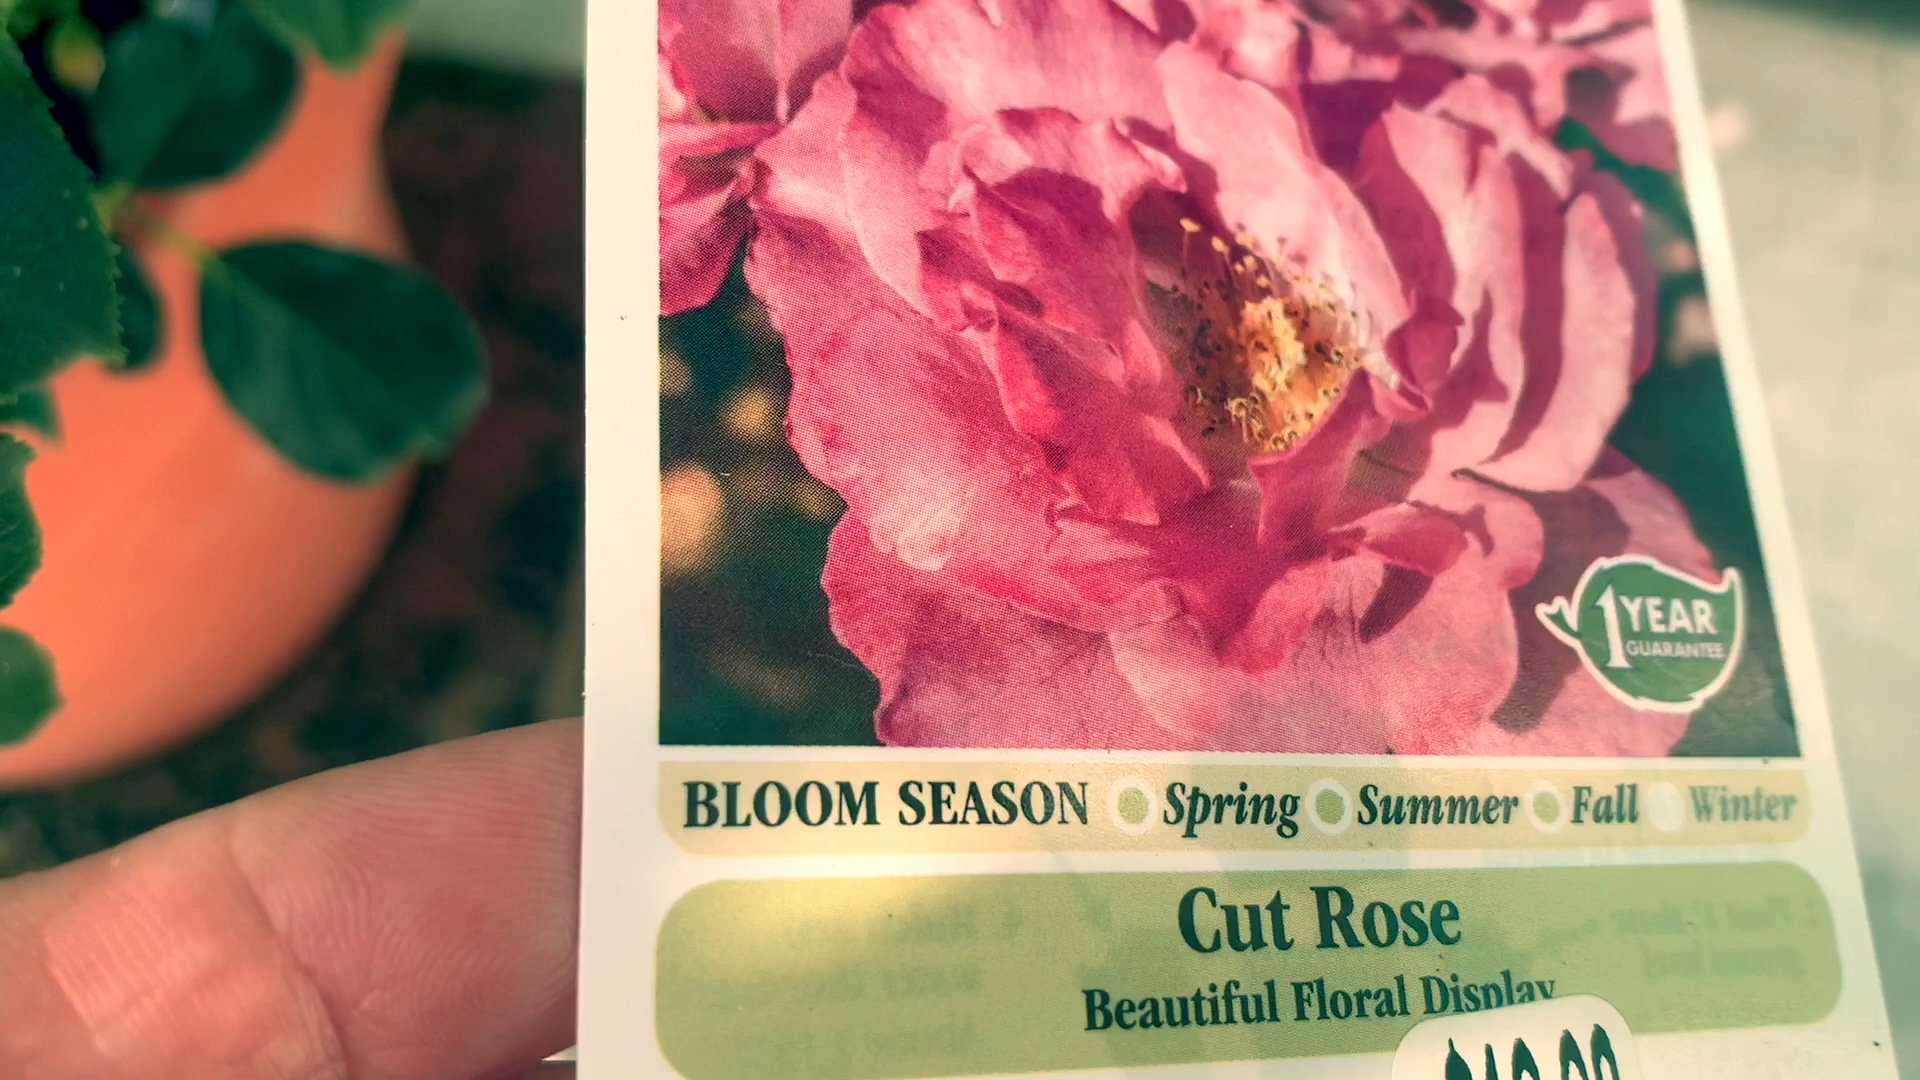 1 YEAR
GUARANTEE
BLOOM SEASON Spring Summer Fall Winter
Cut Rose
Beautiful Floral Display